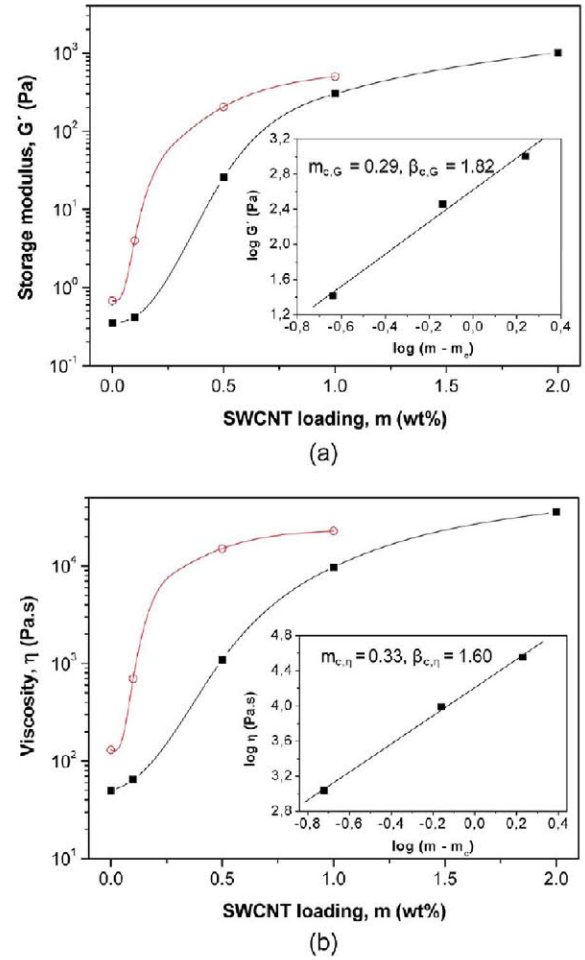 Storage modulus, G´ (Pa)
10³
10²
10¹
10⁰
10⁻¹
0.0 0.5 1.0 1.5 2.0
SWCNT loading, m (wt%)
m_c,G = 0.29, β_c,G = 1.82
log G´ (Pa)
3,2
2,8
2,4
2,0
1,6
1,2
-0,8 -0,6 -0,4 -0,2 0,0 0,2 0,4
log (m - m_c)
(a)
Viscosity, η (Pa.s)
10⁴
10³
10²
10¹
0.0 0.5 1.0 1.5 2.0
SWCNT loading, m (wt%)
m_c,η = 0.33, β_c,η = 1.60
log η (Pa.s)
4,8
4,4
4,0
3,6
3,2
2,8
-0,8 -0,6 -0,4 -0,2 0,0 0,2 0,4
log (m - m_c)
(b)